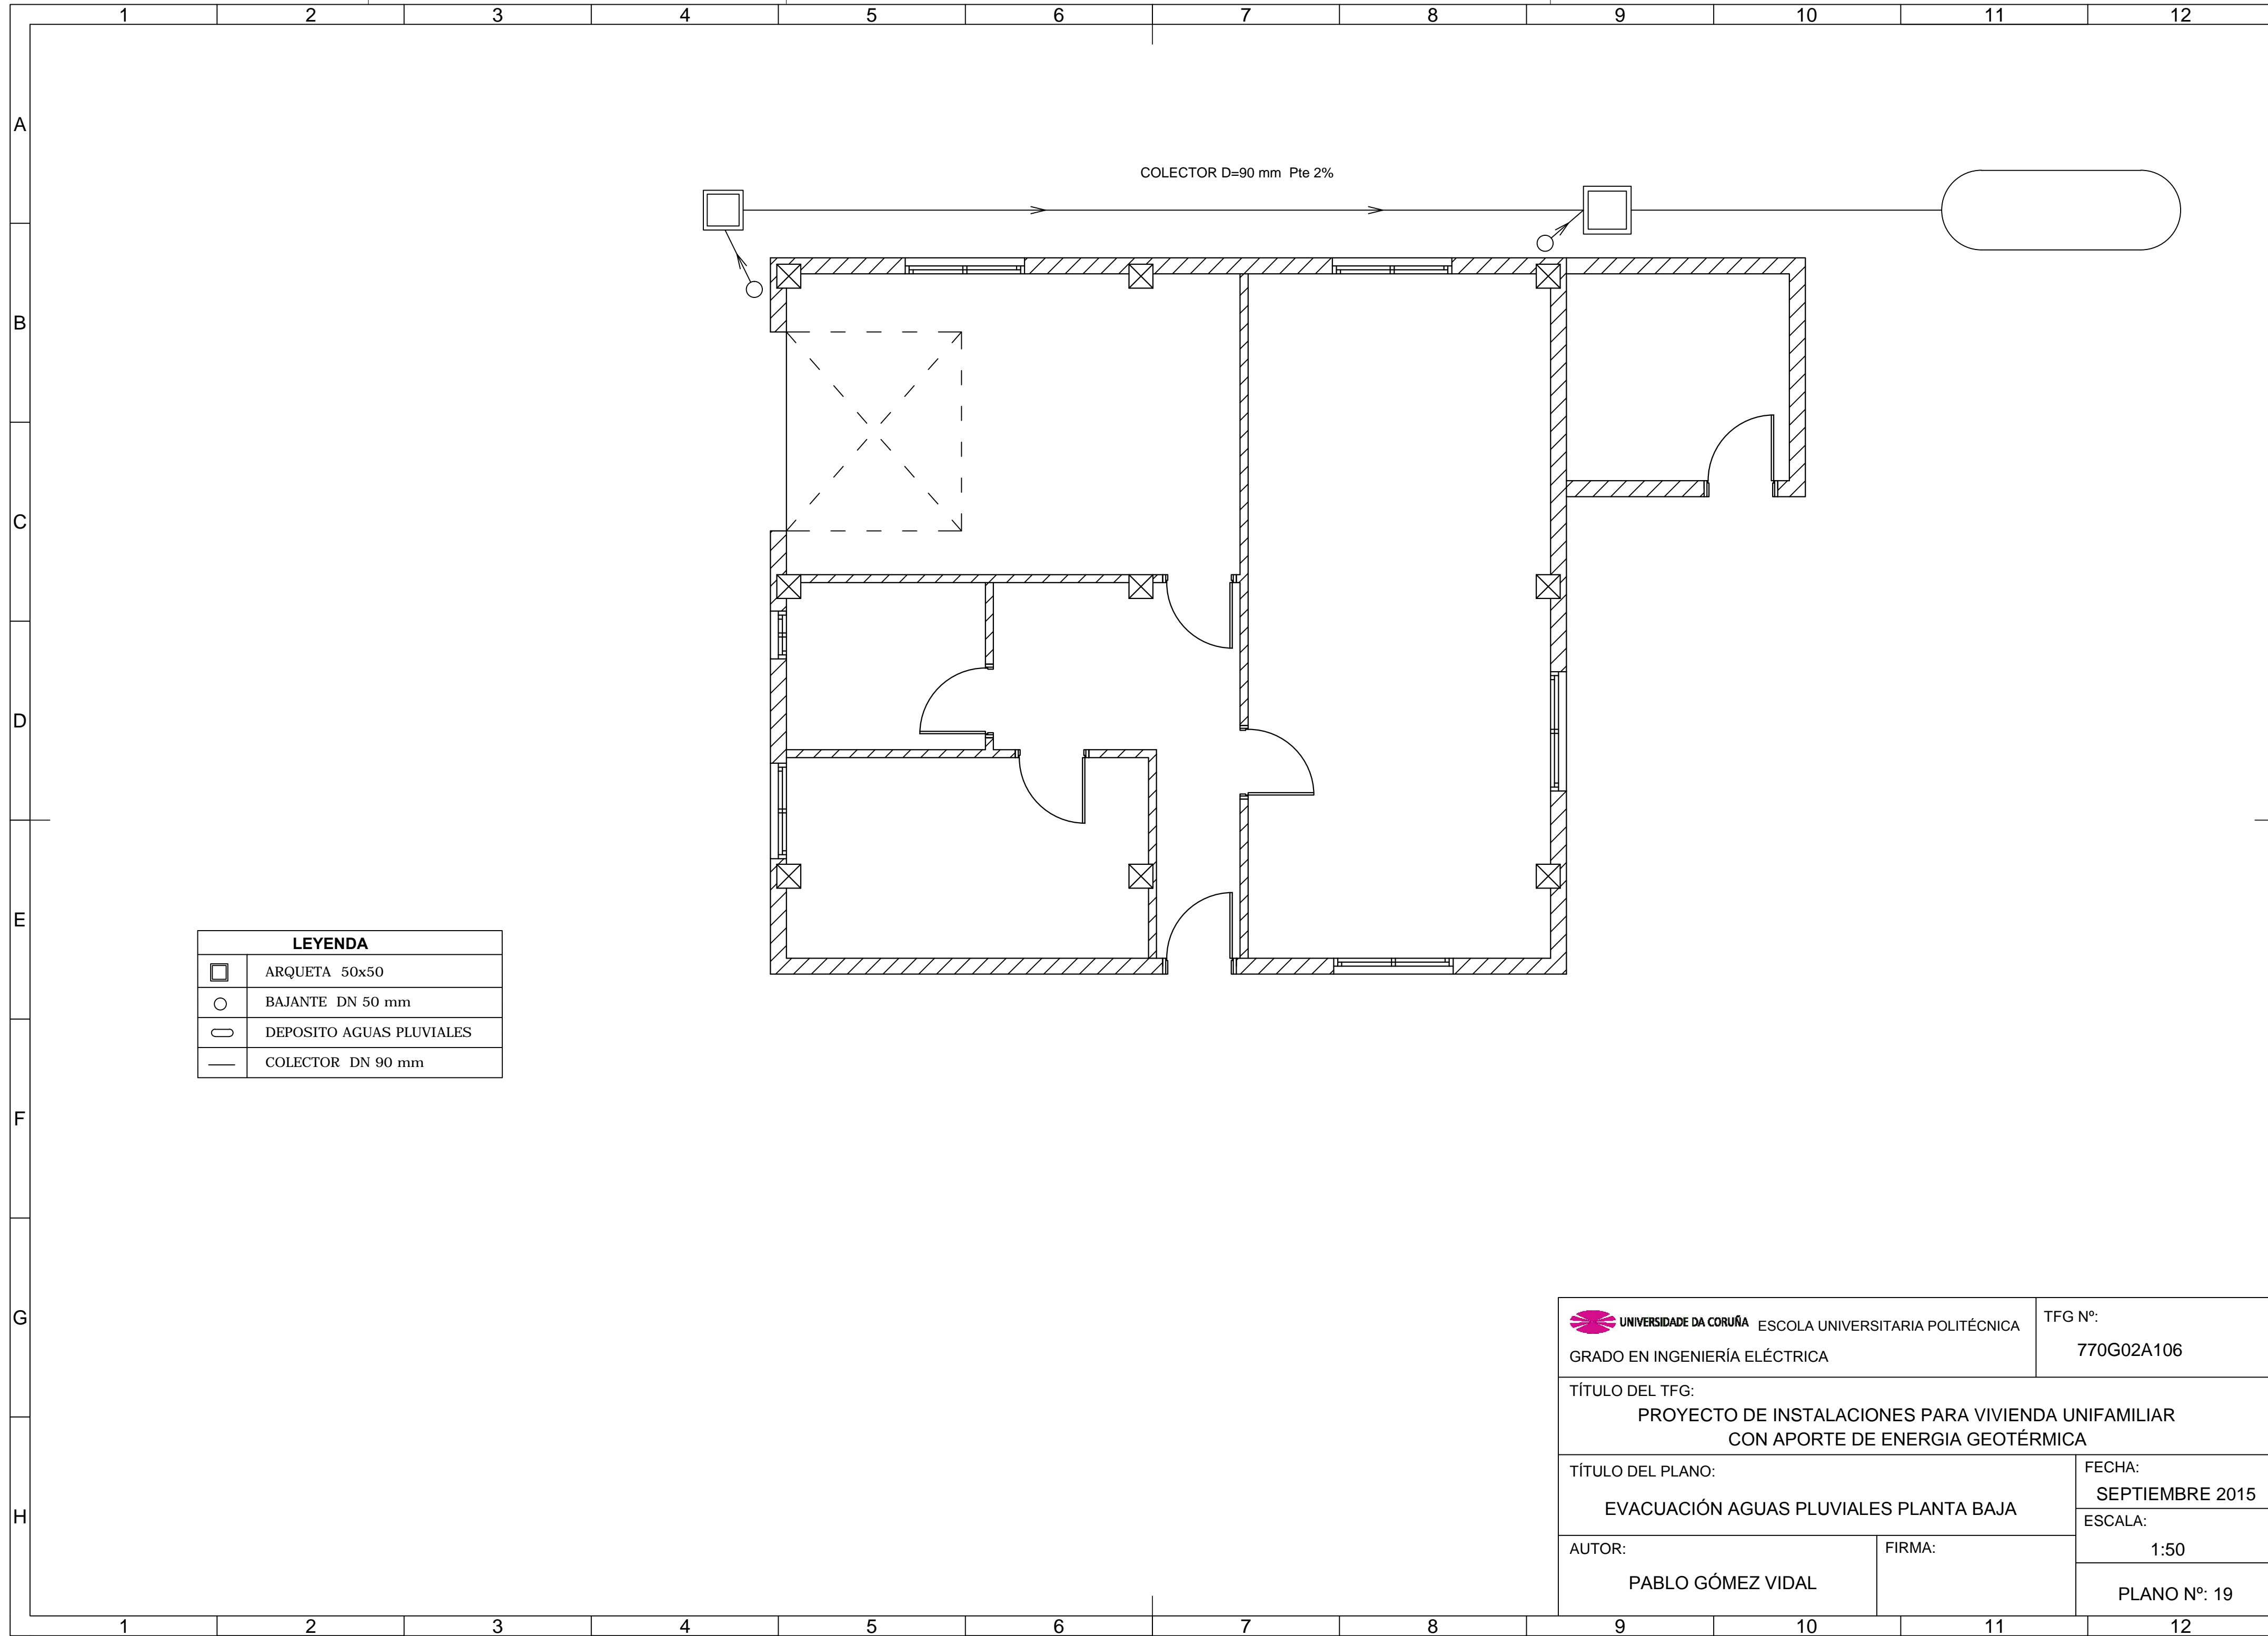 1 2 3 4 5 6 7 8 9 10 11 12
A
COLECTOR D=90 mm Pte 2%
B
C
D
E
LEYENDA
ARQUETA 50x50
BAJANTE DN 50 mm
DEPOSITO AGUAS PLUVIALES
COLECTOR DN 90 mm
F
G
UNIVERSIDADE DA CORUÑA ESCOLA UNIVERSITARIA POLITÉCNICA
GRADO EN INGENIERÍA ELÉCTRICA
TFG Nº:
770G02A106
TÍTULO DEL TFG:
PROYECTO DE INSTALACIONES PARA VIVIENDA UNIFAMILIAR
CON APORTE DE ENERGIA GEOTÉRMICA
TÍTULO DEL PLANO:
EVACUACIÓN AGUAS PLUVIALES PLANTA BAJA
FECHA:
SEPTIEMBRE 2015
H
ESCALA:
1:50
AUTOR:
PABLO GÓMEZ VIDAL
FIRMA:
PLANO Nº: 19
1 2 3 4 5 6 7 8 9 10 11 12